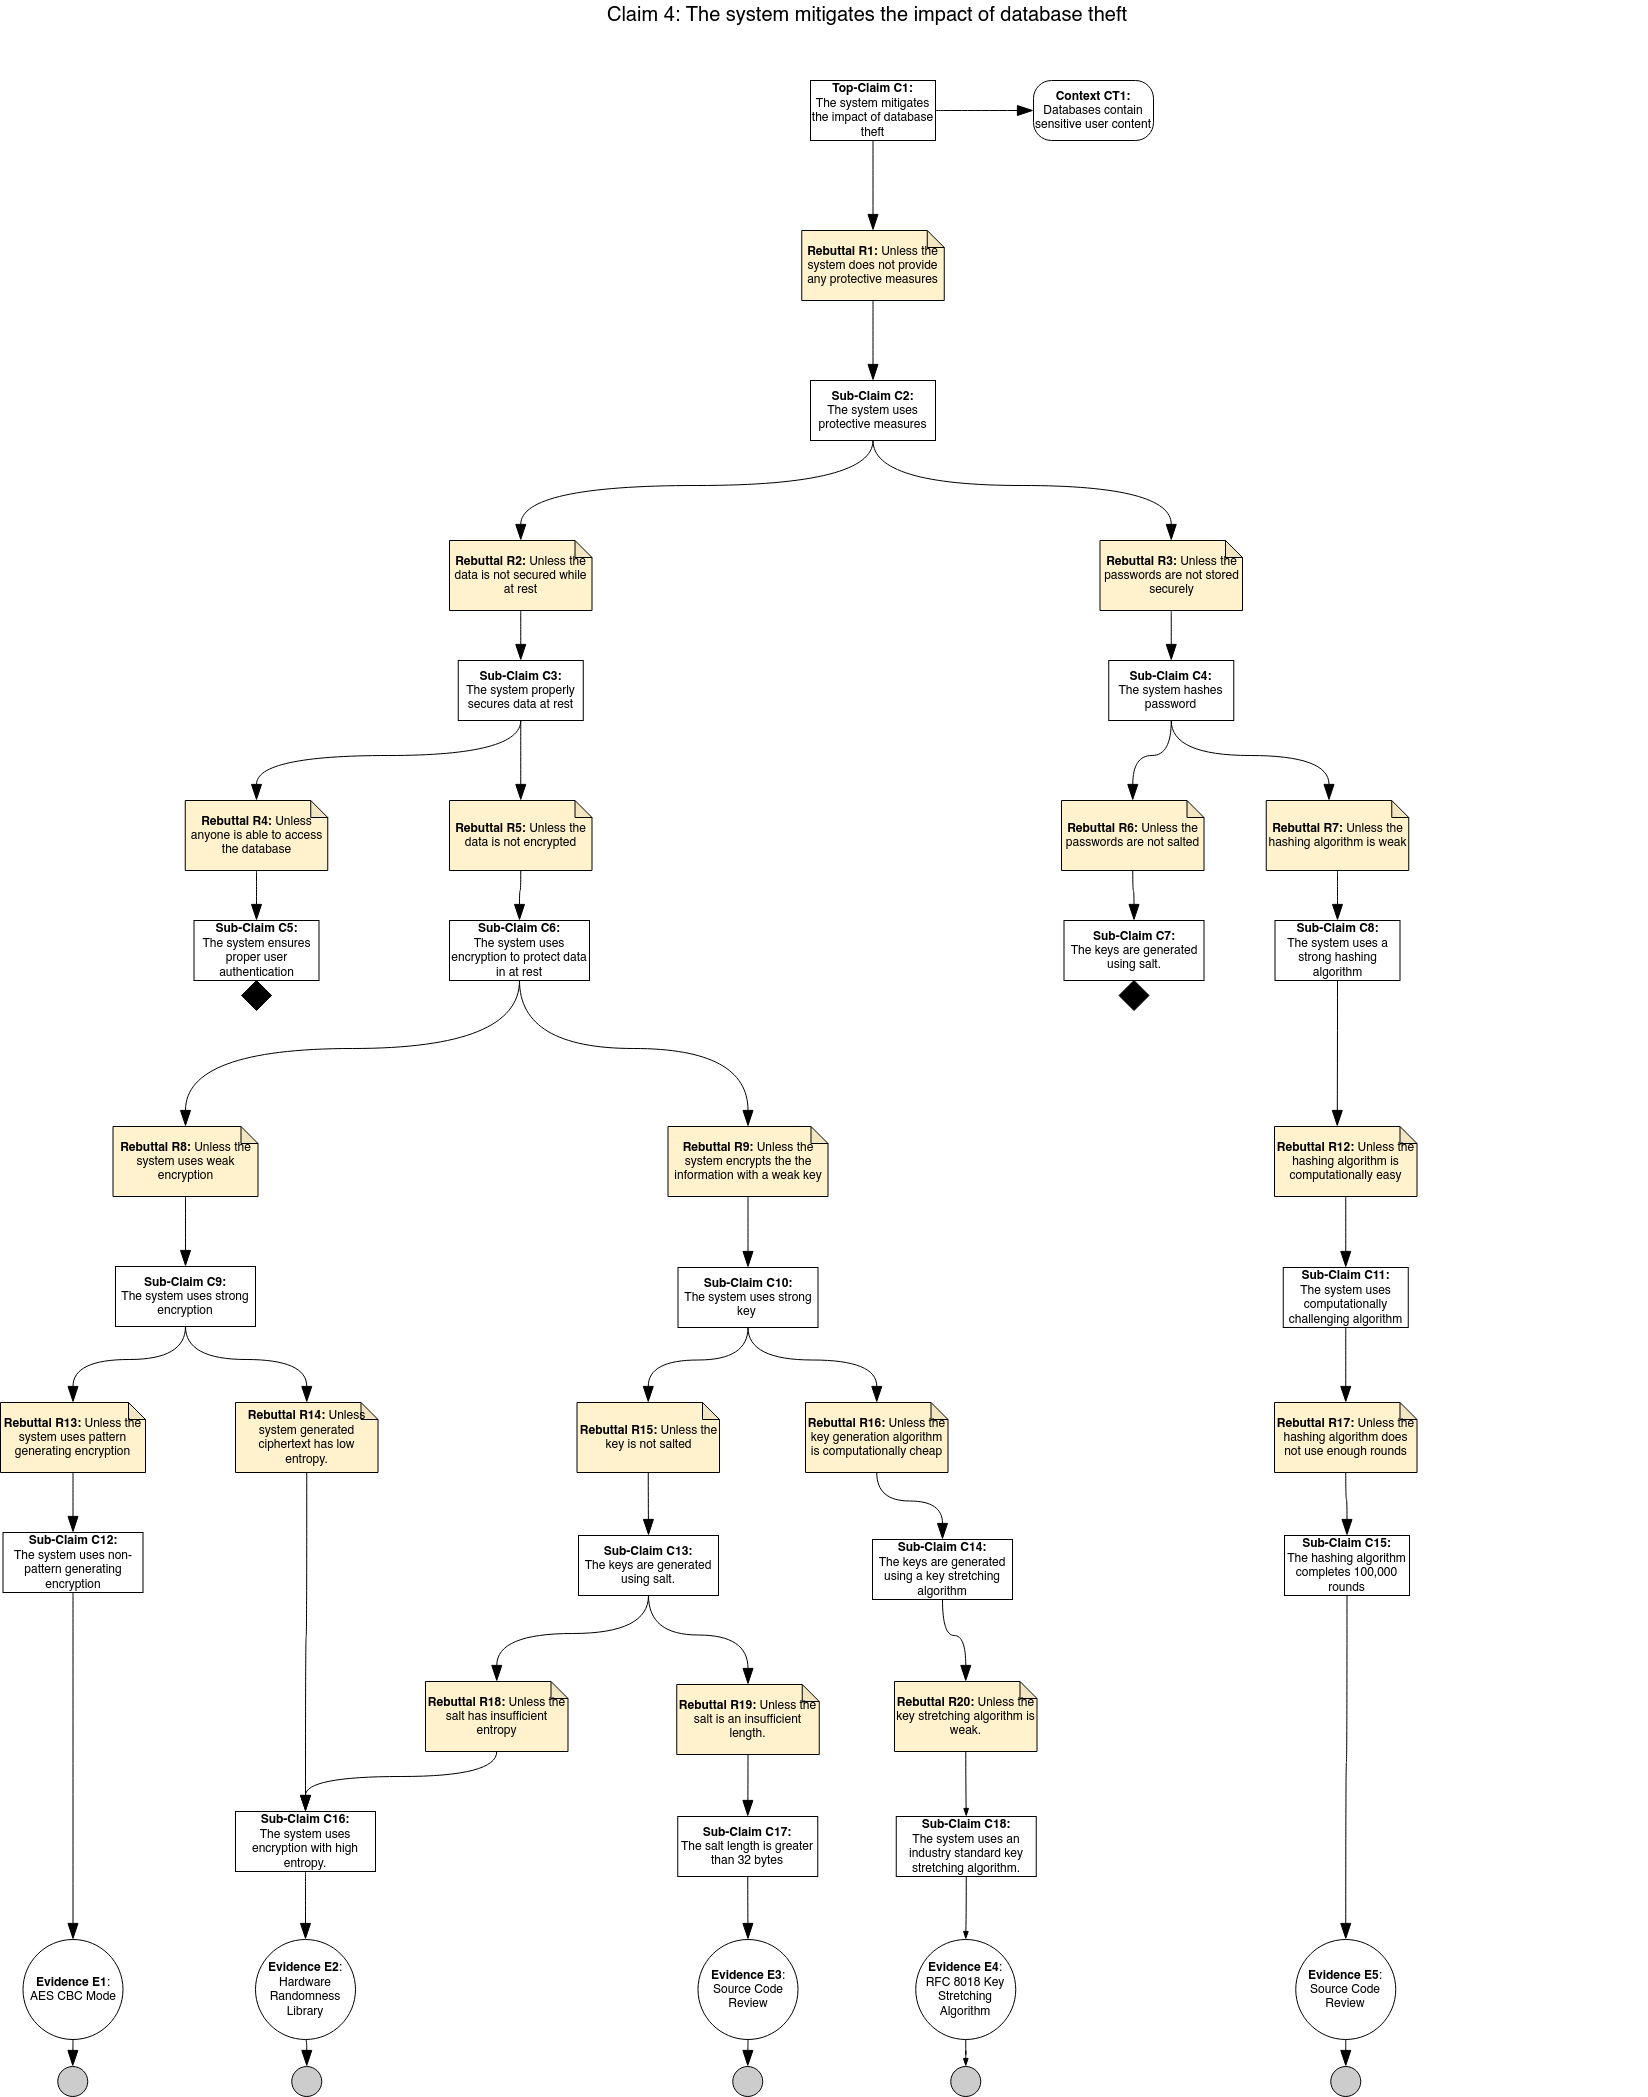 Claim 4: The system mitigates the impact of database theft
Top-Claim C1:
The system mitigates
the impact of database
theft
Context CT1:
Databases contain
sensitive user content
Rebuttal R1: Unless the
system does not provide
any protective measures
Sub-Claim C2:
The system uses
protective measures
Rebuttal R2: Unless the
data is not secured while
at rest
Rebuttal R3: Unless the
passwords are not stored
securely
Sub-Claim C3:
The system properly
secures data at rest
Sub-Claim C4:
The system hashes
password
Rebuttal R4: Unless
anyone is able to access
the database
Rebuttal R5: Unless the
data is not encrypted
Rebuttal R6: Unless the
passwords are not salted
Rebuttal R7: Unless the
hashing algorithm is weak
Sub-Claim C5:
The system ensures
proper user
authentication
Sub-Claim C6:
The system uses
encryption to protect data
in at rest
Sub-Claim C7:
The keys are generated
using salt.
Sub-Claim C8:
The system uses a
strong hashing
algorithm
Rebuttal R8: Unless the
system uses weak
encryption
Rebuttal R9: Unless the
system encrypts the the
information with a weak key
Rebuttal R12: Unless the
hashing algorithm is
computationally easy
Sub-Claim C9:
The system uses strong
encryption
Sub-Claim C10:
The system uses strong
key
Sub-Claim C11:
The system uses
computationally
challenging algorithm
Rebuttal R13: Unless the
system uses pattern
generating encryption
Rebuttal R14: Unless
system generated
ciphertext has low
entropy.
Rebuttal R15: Unless the
key is not salted
Rebuttal R16: Unless the
key generation algorithm
is computationally cheap
Rebuttal R17: Unless the
hashing algorithm does
not use enough rounds
Sub-Claim C12:
The system uses non-
pattern generating
encryption
Sub-Claim C13:
The keys are generated
using salt.
Sub-Claim C14:
The keys are generated
using a key stretching
algorithm
Sub-Claim C15:
The hashing algorithm
completes 100,000
rounds
Rebuttal R18: Unless the
salt has insufficient
entropy
Rebuttal R19: Unless the
salt is an insufficient
length.
Rebuttal R20: Unless the
key stretching algorithm is
weak.
Sub-Claim C16:
The system uses
encryption with high
entropy.
Sub-Claim C17:
The salt length is greater
than 32 bytes
Sub-Claim C18:
The system uses an
industry standard key
stretching algorithm.
Evidence E1:
AES CBC Mode
Evidence E2:
Hardware
Randomness
Library
Evidence E3:
Source Code
Review
Evidence E4:
RFC 8018 Key
Stretching
Algorithm
Evidence E5:
Source Code
Review